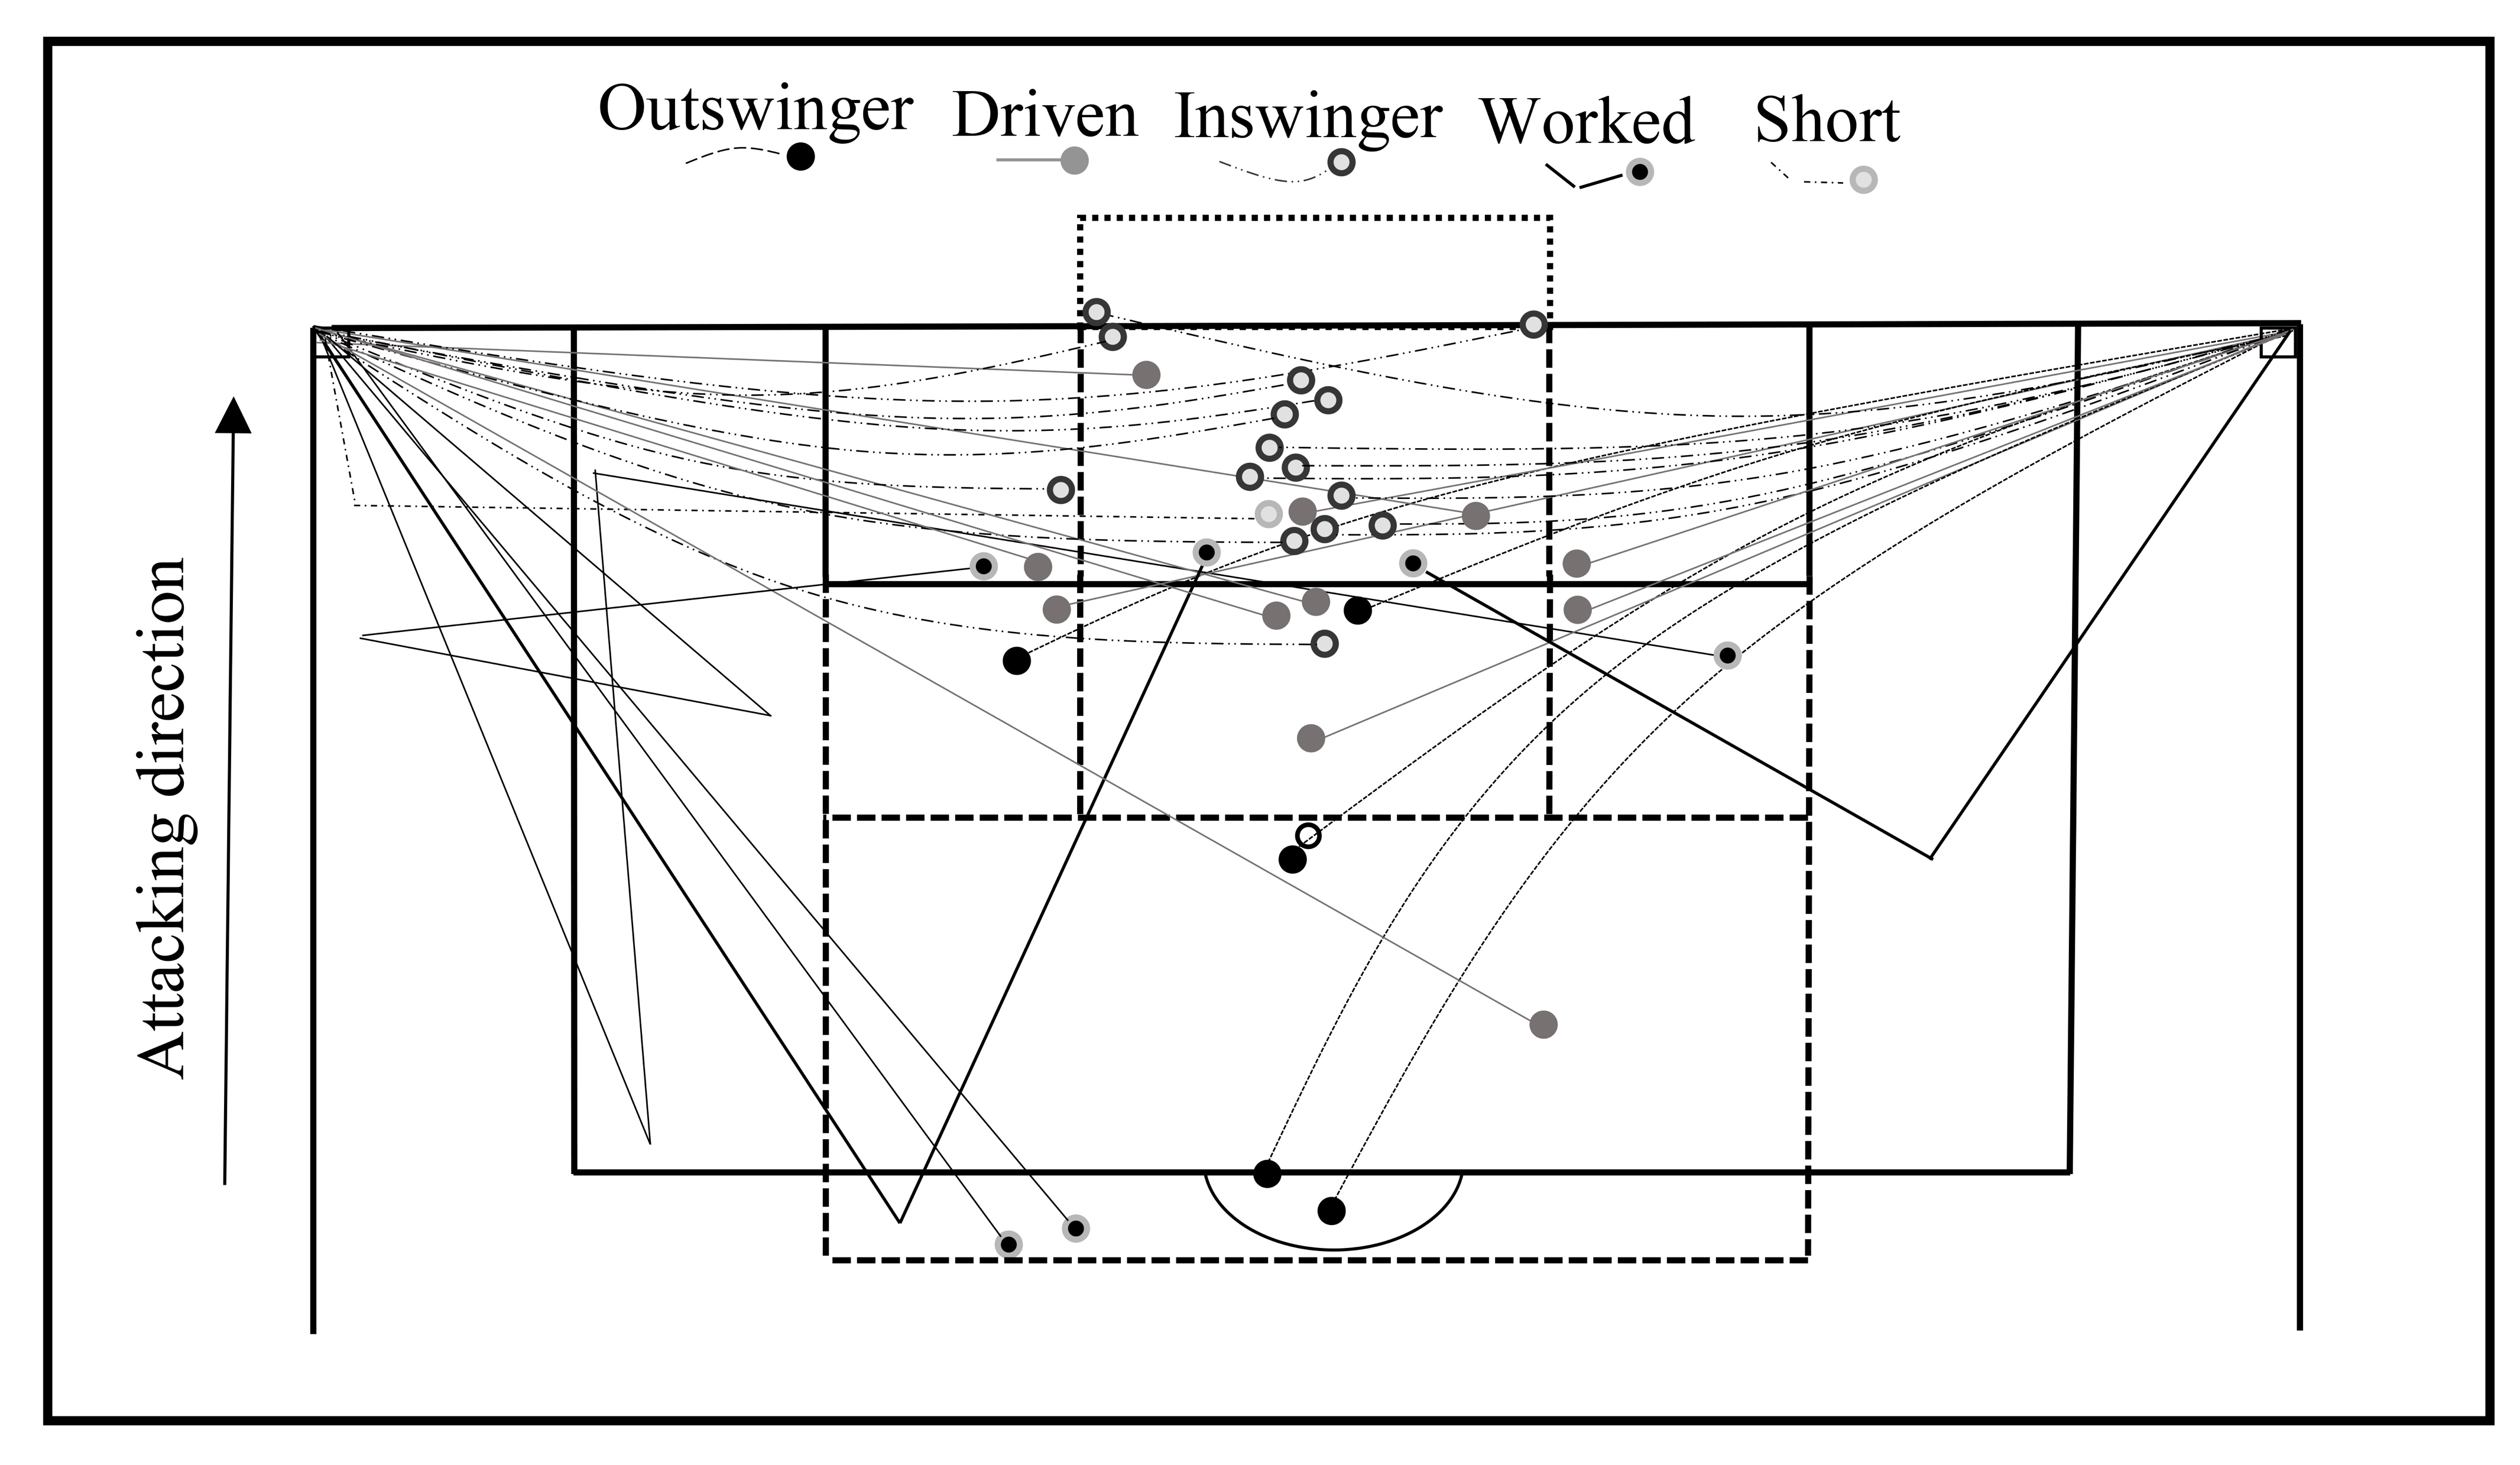 Outswinger Driven Inswinger Worked Short
Attacking direction